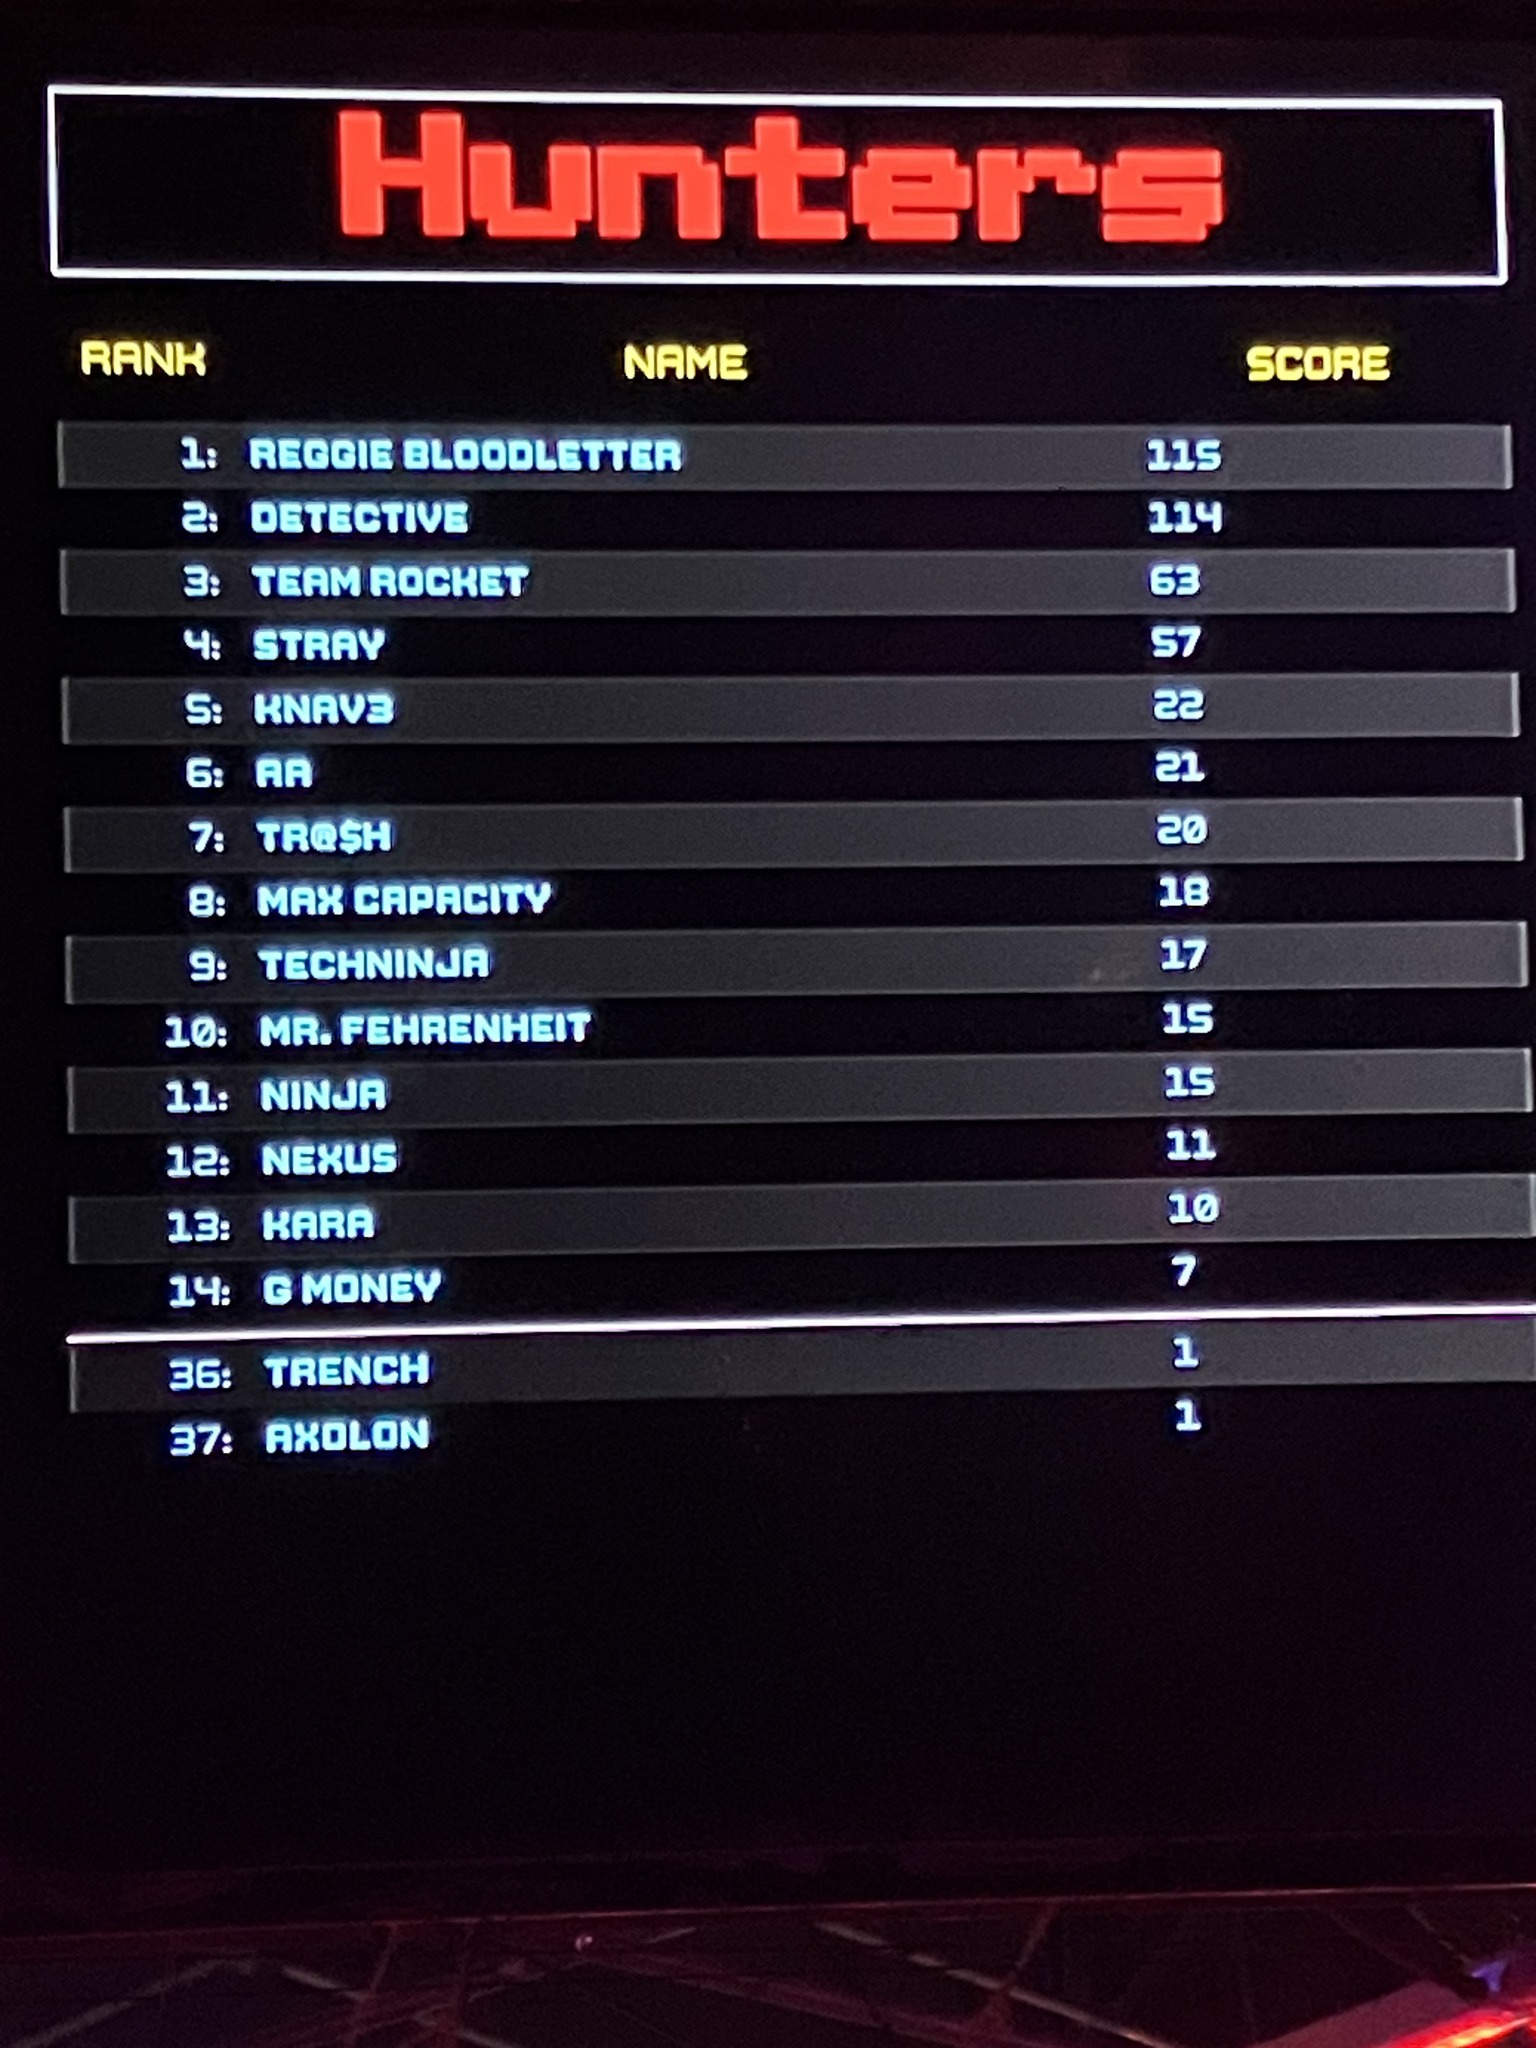 Hunters
RANK NAME SCORE
1: REGGIE BLOODLETTER 115
2: DETECTIVE 114
3: TEAM ROCKET 63
4: STRAY 57
5: KNAV3 22
6: AA 21
7: TR@$H 20
8: MAX CAPACITY 18
9: TECHNINJA 17
10: MR. FEHRENHEIT 15
11: NINJA 15
12: NEXUS 11
13: KARA 10
14: G MONEY 7
36: TRENCH 1
37: AXOLON 1